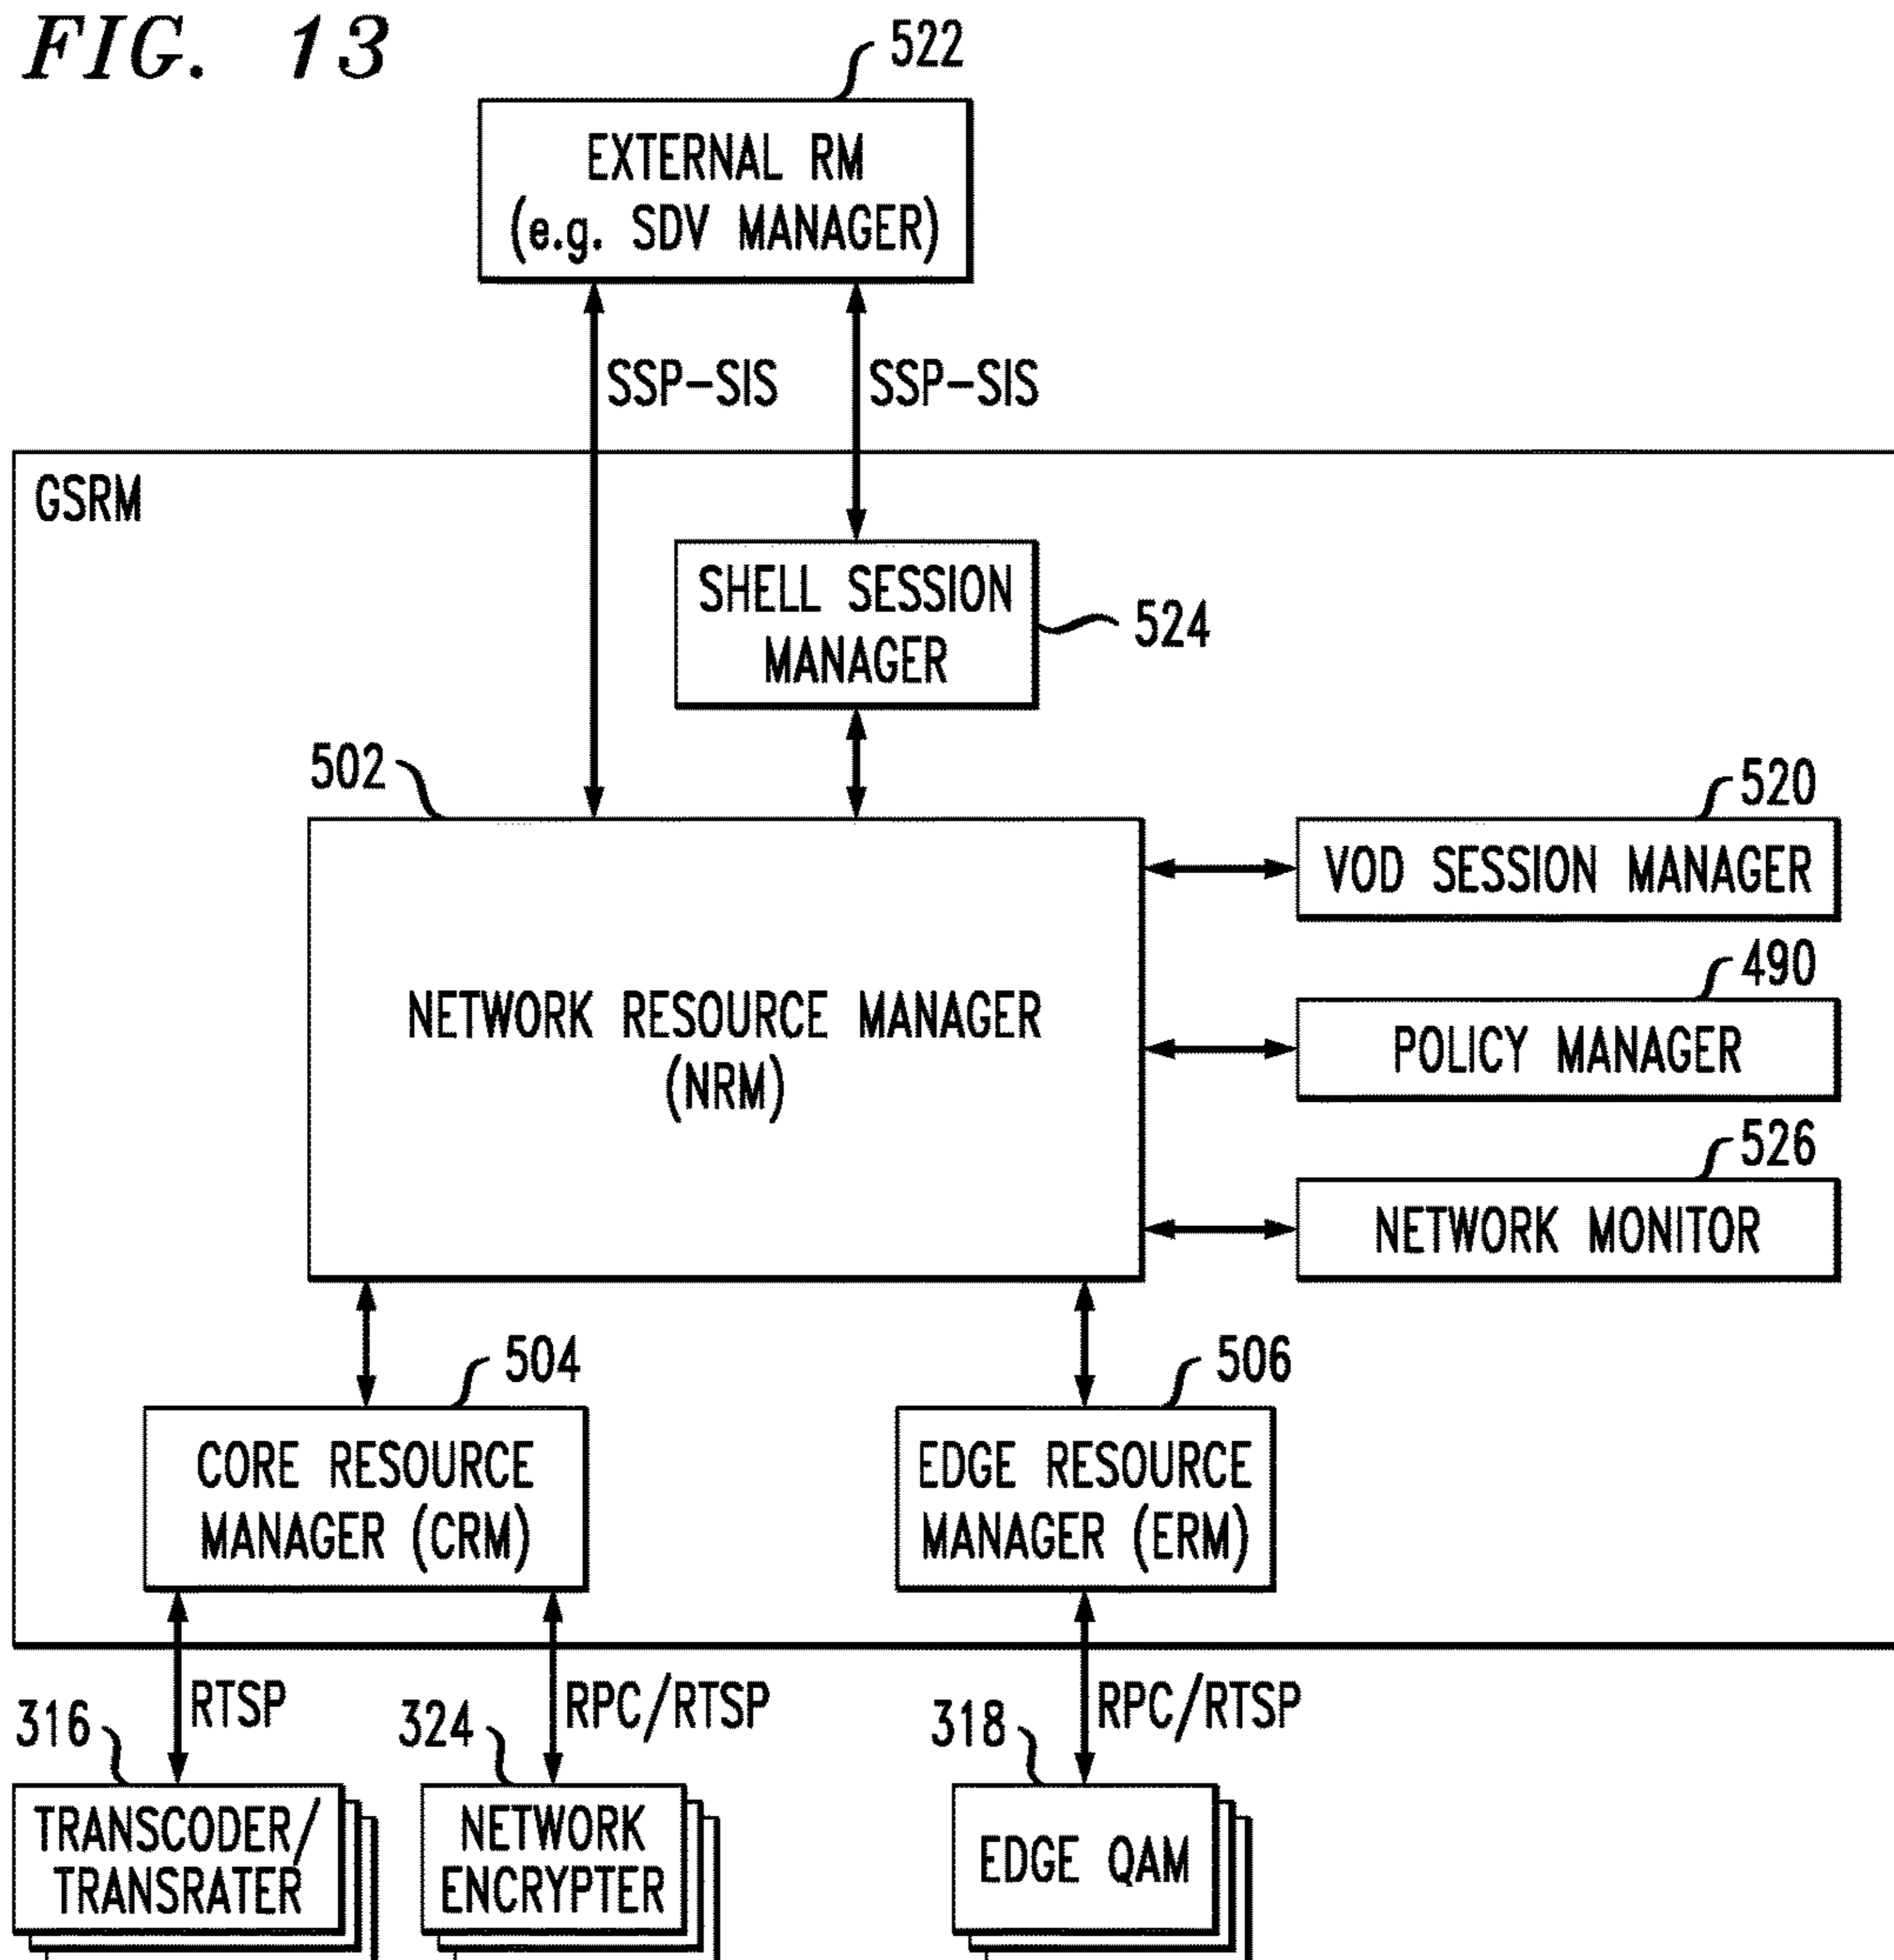 FIG. 13
522
EXTERNAL RM
(e.g. SDV MANAGER)
SSP-SIS
SSP-SIS
GSRM
SHELL SESSION
MANAGER
524
502
520
VOD SESSION MANAGER
490
NETWORK RESOURCE MANAGER
(NRM)
POLICY MANAGER
526
NETWORK MONITOR
504
506
CORE RESOURCE
MANAGER (CRM)
EDGE RESOURCE
MANAGER (ERM)
316
RTSP
324
RPC/RTSP
318
RPC/RTSP
TRANSCODER/
TRANSRATER
NETWORK
ENCRYPTER
EDGE QAM